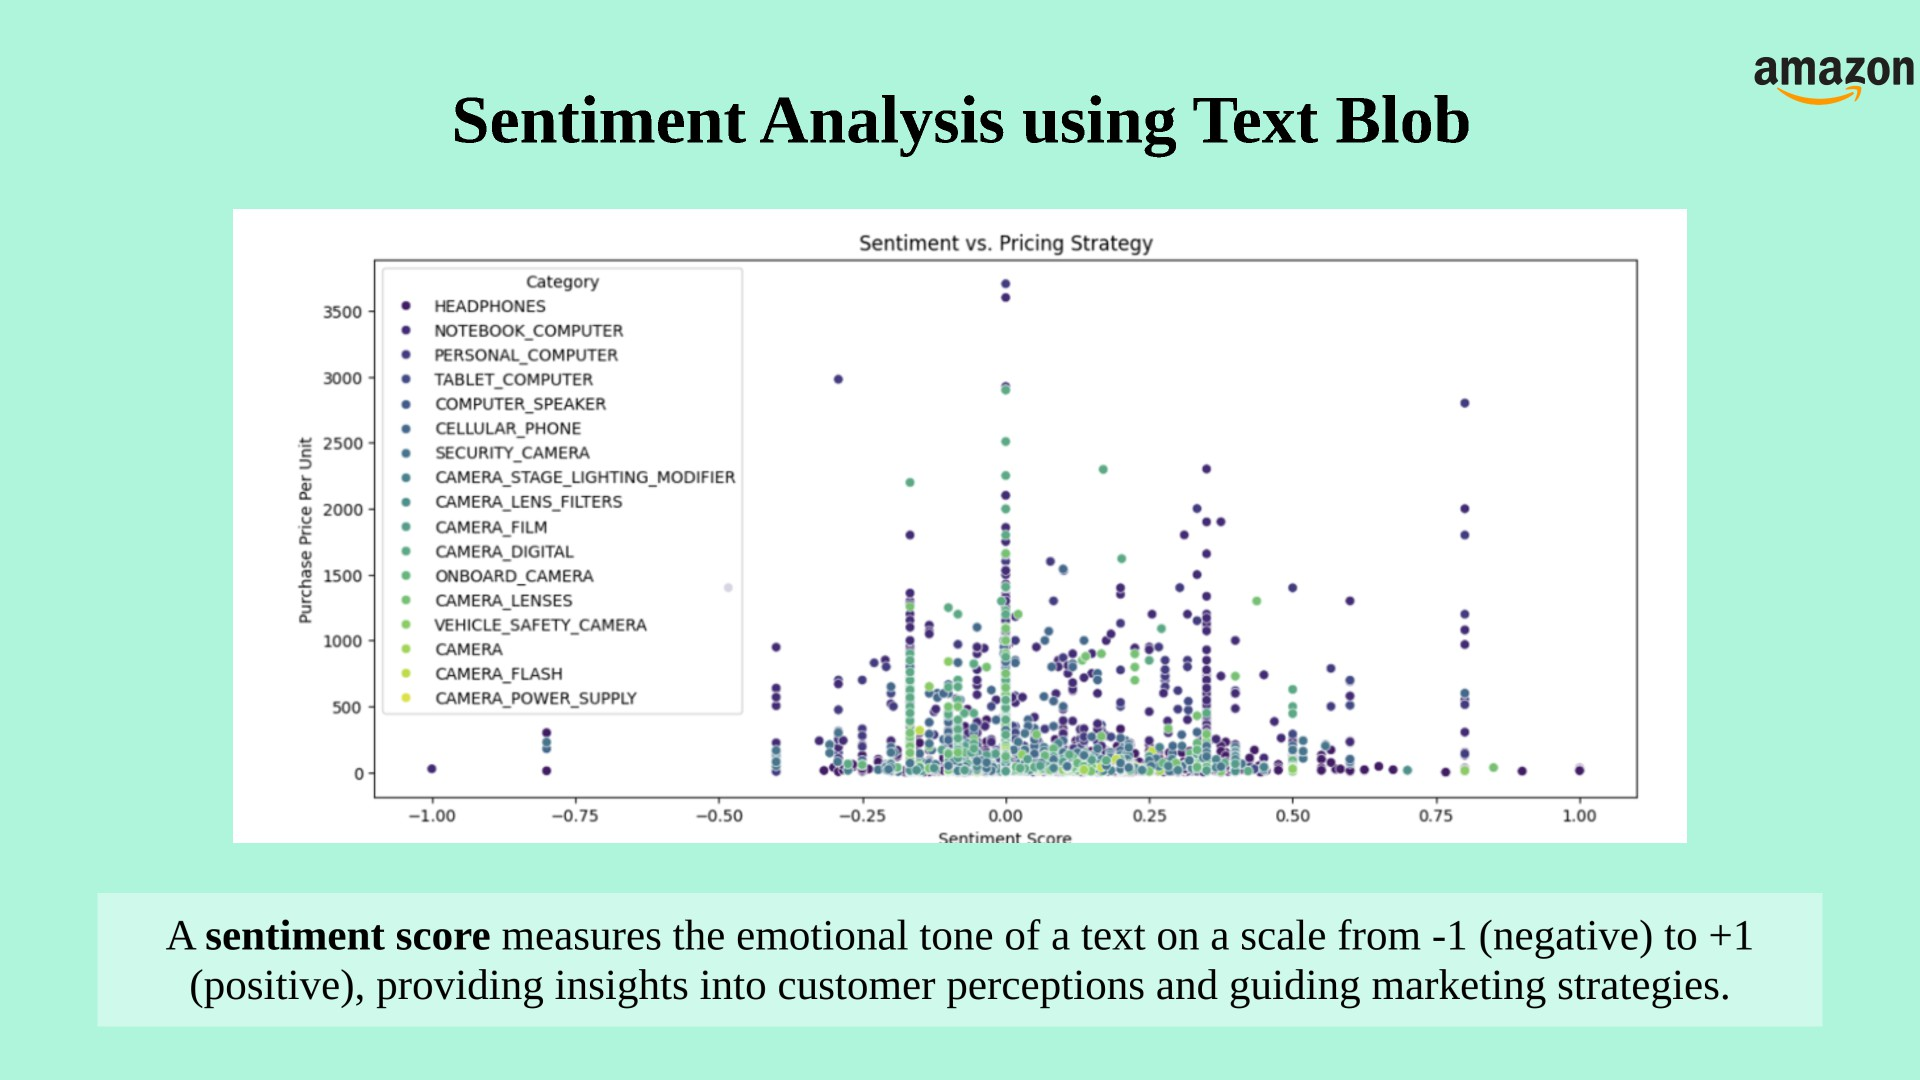 amazon
Sentiment Analysis using Text Blob
Sentiment vs. Pricing Strategy
Category
HEADPHONES
NOTEBOOK_COMPUTER
PERSONAL_COMPUTER
TABLET_COMPUTER
COMPUTER_SPEAKER
CELLULAR_PHONE
SECURITY_CAMERA
CAMERA_STAGE_LIGHTING_MODIFIER
CAMERA_LENS_FILTERS
CAMERA_FILM
CAMERA_DIGITAL
ONBOARD_CAMERA
CAMERA_LENSES
VEHICLE_SAFETY_CAMERA
CAMERA
CAMERA_FLASH
CAMERA_POWER_SUPPLY
Purchase Price Per Unit
3500
3000
2500
2000
1500
1000
500
0
−1.00 −0.75 −0.50 −0.25 0.00 0.25 0.50 0.75 1.00
Sentiment Score
A sentiment score measures the emotional tone of a text on a scale from -1 (negative) to +1
(positive), providing insights into customer perceptions and guiding marketing strategies.